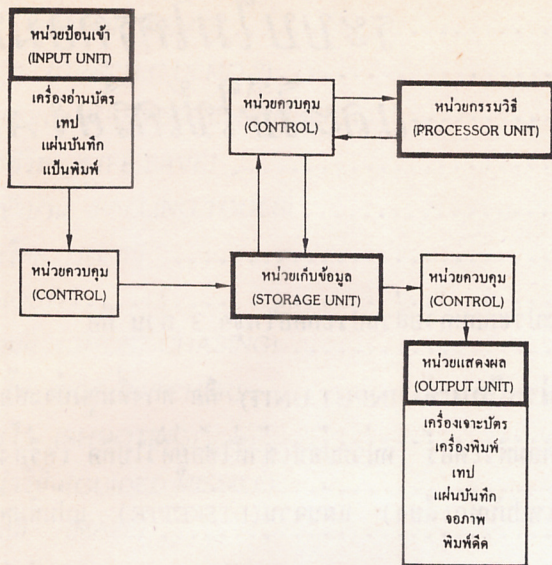 หน่วยป้อนเข้า
(INPUT UNIT)
เครื่องอ่านบัตร
เทป
แผ่นบันทึก
แป้นพิมพ์
หน่วยควบคุม
(CONTROL)
หน่วยกรรมวิธี
(PROCESSOR UNIT)
หน่วยควบคุม
(CONTROL)
หน่วยเก็บข้อมูล
(STORAGE UNIT)
หน่วยควบคุม
(CONTROL)
หน่วยแสดงผล
(OUTPUT UNIT)
เครื่องเจาะบัตร
เครื่องพิมพ์
เทป
แผ่นบันทึก
จอภาพ
พิมพ์ดีด